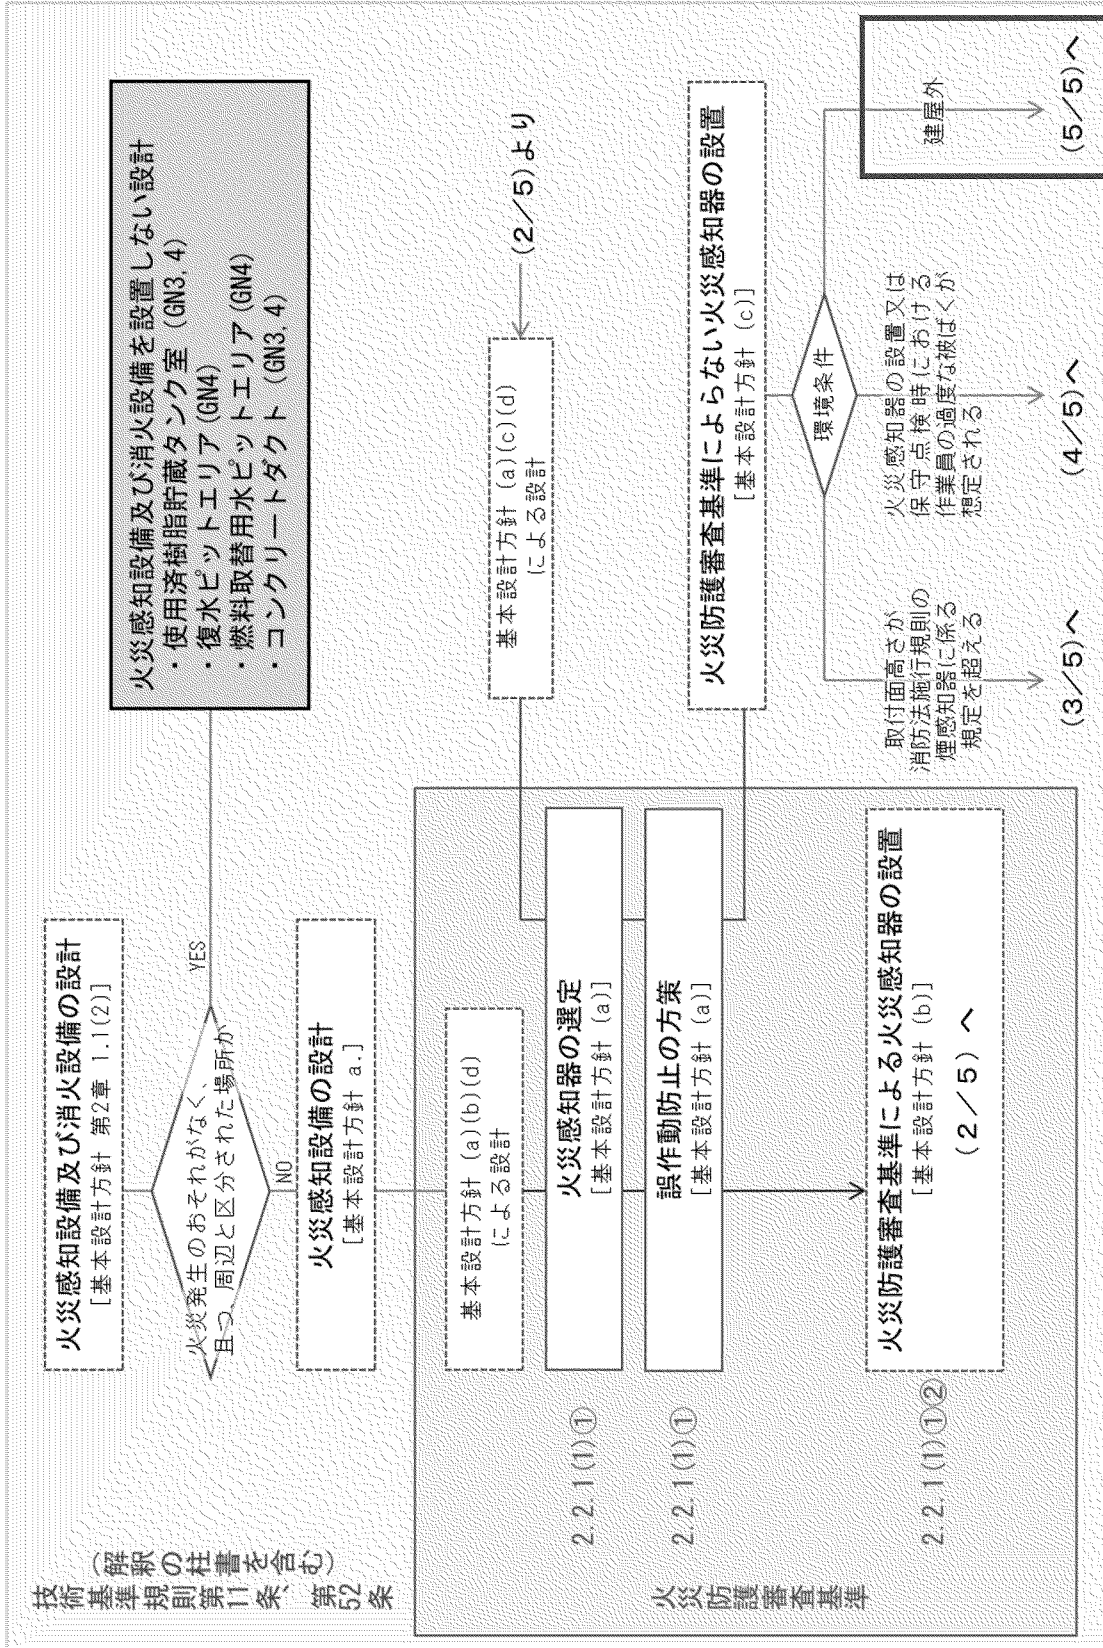 技術基準規則第11条、第52条
（解釈の柱書を含む）
火災感知設備及び消火設備の設計
[基本設計方針 第2章 1.1(2)]
火災発生のおそれがなく、
且つ、周辺と区分された場所か
YES
NO
火災感知設備及び消火設備を設置しない設計
・使用済樹脂貯蔵タンク室 (GN3,4)
・復水ピットエリア(GN4)
・燃料取替用水ピットエリア(GN4)
・コンクリートダクト (GN3,4)
火災感知設備の設計
[基本設計方針 a.]
火災防護審査基準
基本設計方針 (a)(b)(d)
による設計
基本設計方針 (a)(c)(d)
による設計
(2/5)より
2.2.1(1)①
火災感知器の選定
[基本設計方針 (a)]
2.2.1(1)①
誤作動防止の方策
[基本設計方針 (a)]
火災防護審査基準によらない火災感知器の設置
[基本設計方針 (c)]
環境条件
2.2.1(1)①②
火災防護審査基準による火災感知器の設置
[基本設計方針 (b)]
(2/5) へ
取付面高さが
消防法施行規則の
煙感知器に係る
規定を超える
(3/5)へ
火災感知器の設置又は
保守点検時における
作業員の過度な被ばくが
想定される
(4/5)へ
建屋外
(5/5)へ